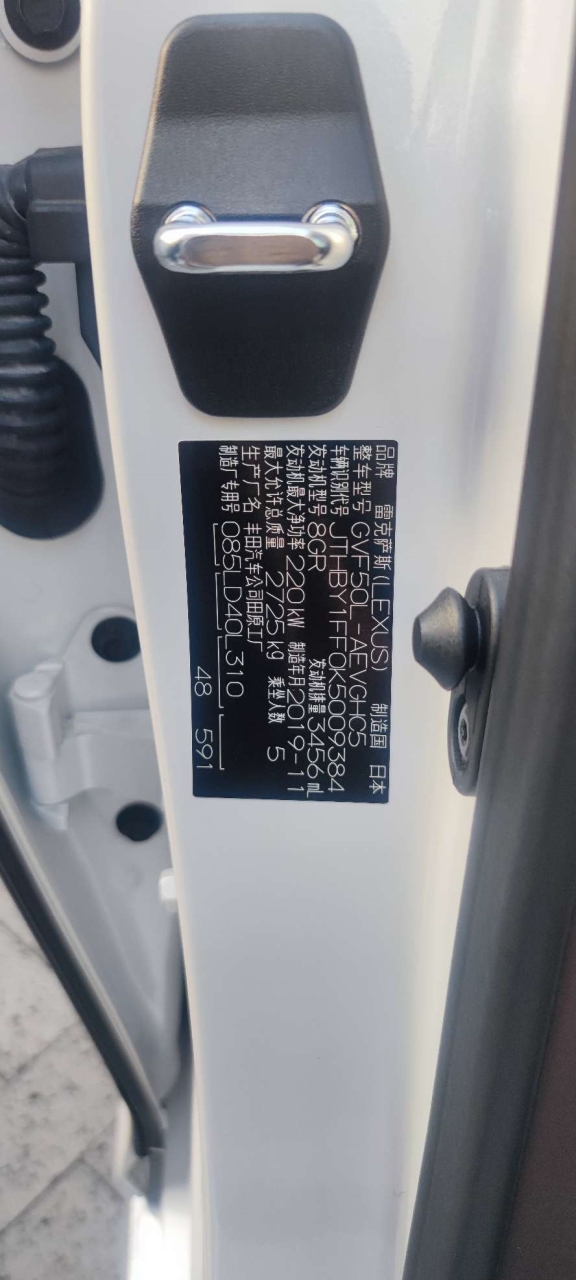 品牌 雷克萨斯(LEXUS) 制造国 日本
整车型号 GVF50L-AEVGHC5
车辆识别代号 JTHBY1FF0K5009384
发动机型号 8GR 发动机排量 3456 mL
发动机最大净功率 220 kW 制造年月 2019-11
最大允许总质量 2725 kg 乘坐人数 5
生产厂名 丰田汽车公司田原工厂
制造厂专用号 085 LD40L 310
48 591